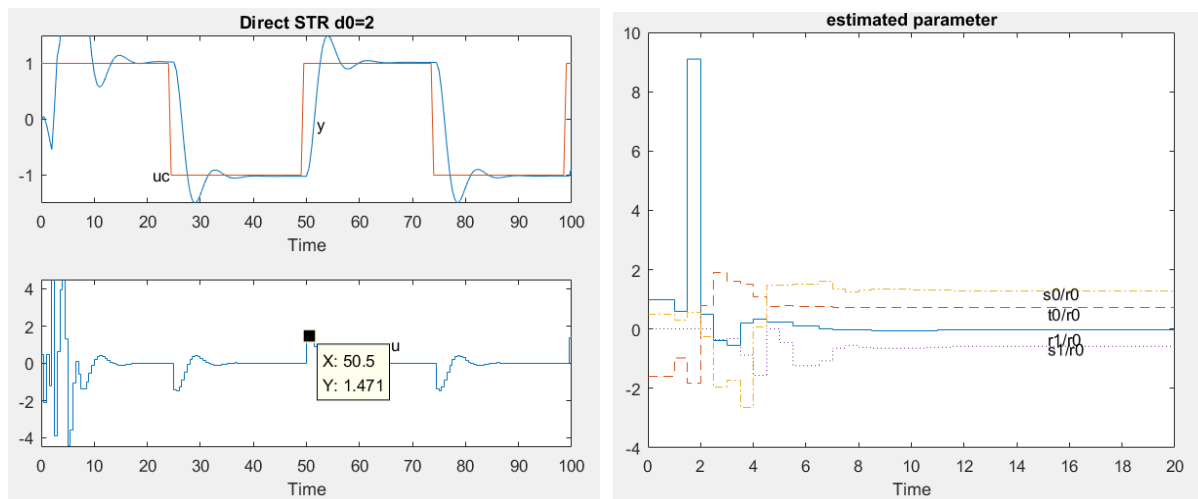 Direct STR d0=2
1
0
-1
y
uc
0 10 20 30 40 50 60 70 80 90 100
Time
4
2
0
-2
-4
u
X: 50.5
Y: 1.471
0 10 20 30 40 50 60 70 80 90 100
Time
estimated parameter
10
8
6
4
2
0
-2
-4
s0/r0
t0/r0
r1/r0
s1/r0
0 2 4 6 8 10 12 14 16 18 20
Time